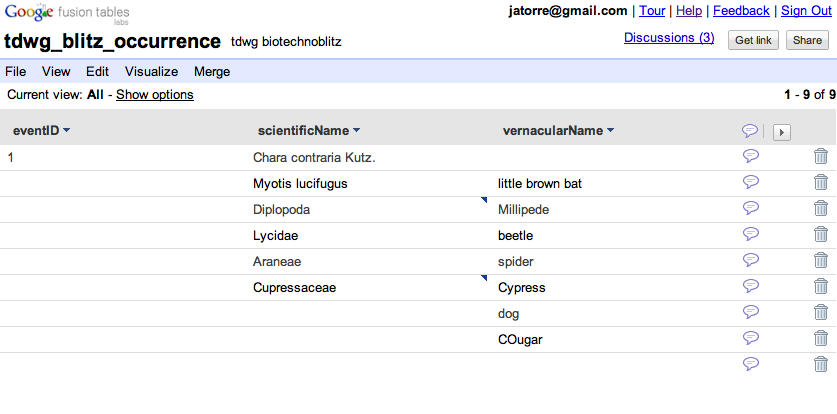 Google fusion tables labs
jatorre@gmail.com | Tour | Help | Feedback | Sign Out
tdwg_blitz_occurrence tdwg biotechnoblitz
Discussions (3) Get link Share
File View Edit Visualize Merge
Current view: All - Show options 1 - 9 of 9
eventID scientificName vernacularName
1 Chara contraria Kutz.
Myotis lucifugus little brown bat
Diplopoda Millipede
Lycidae beetle
Araneae spider
Cupressaceae Cypress
dog
COugar